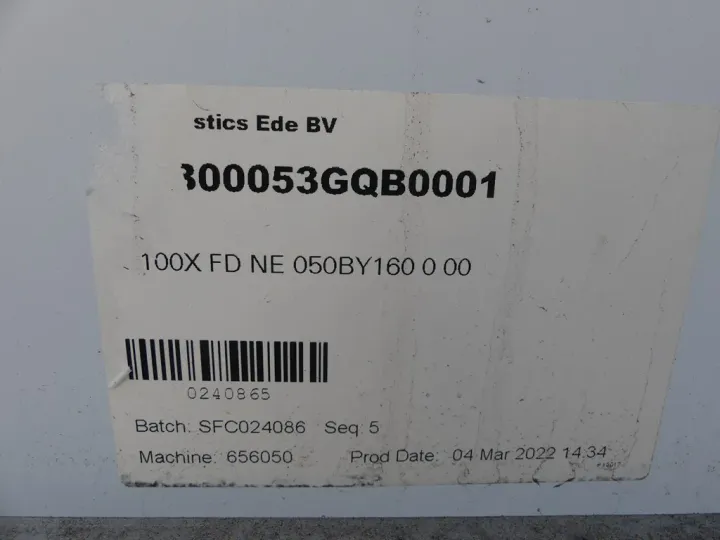 stics Ede BV
300053GQB0001
100X FD NE 050BY160 0 00
0240865
Batch: SFC024086 Seq 5
Machine: 656050 Prod Date: 04 Mar 2022 14.34